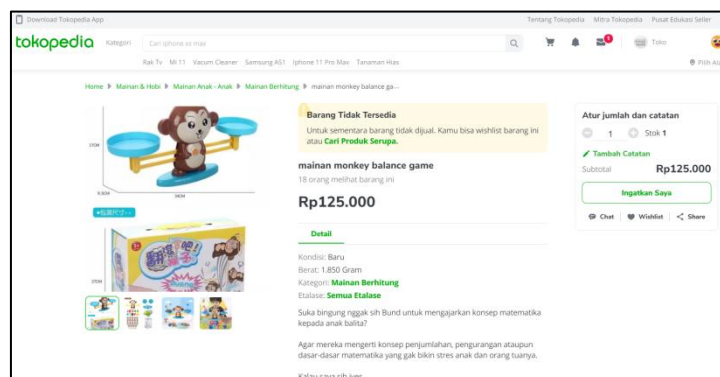 Download Tokopedia App
Tentang Tokopedia Mitra Tokopedia Pusat Edukasi Seller
tokopedia Kategori Cari iphone xs max Toko
Rak Tv Mi 11 Vacum Cleaner Samsung A51 Iphone 11 Pro Max Tanaman Hias
Home Mainan & Hobi Mainan Anak - Anak Mainan Berhitung mainan monkey balance ga...
Barang Tidak Tersedia
Untuk sementara barang tidak dijual. Kamu bisa wishlist barang ini
atau Cari Produk Serupa.
mainan monkey balance game
18 orang melihat barang ini
Rp125.000
Detail
Kondisi: Baru
Berat: 1.850 Gram
Kategori: Mainan Berhitung
Etalase: Semua Etalase
Suka bingung nggak sih Bund untuk mengajarkan konsep matematika
kepada anak balita?
Agar mereka mengerti konsep penjumlahan, pengurangan ataupun
dasar-dasar matematika yang gak bikin stres anak dan orang tuanya.
Atur jumlah dan catatan
1 Stok 1
Tambah Catatan
Subtotal Rp125.000
Ingatkan Saya
Chat Wishlist Share